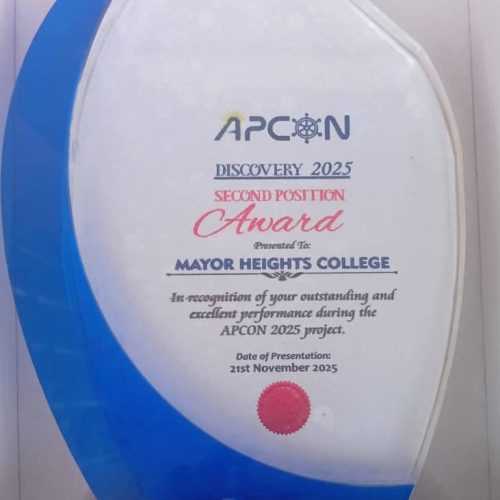 APCON
DISCOVERY 2025
SECOND POSITION
Award
Presented To:
MAYOR HEIGHTS COLLEGE
In recognition of your outstanding and
excellent performance during the
APCON 2025 project.
Date of Presentation:
21st November 2025